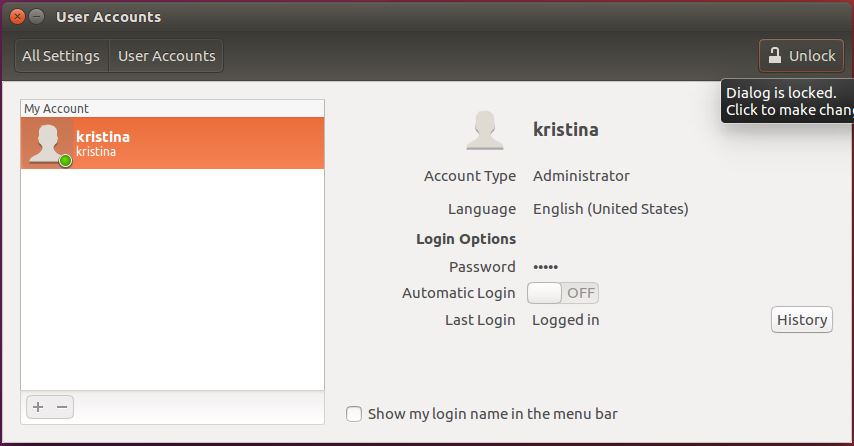 User Accounts
All Settings
User Accounts
Unlock
Dialog is locked.
Click to make chang
My Account
kristina
kristina
kristina
Account Type Administrator
Language English (United States)
Login Options
Password •••••
Automatic Login OFF
Last Login Logged in
History
+ −
Show my login name in the menu bar